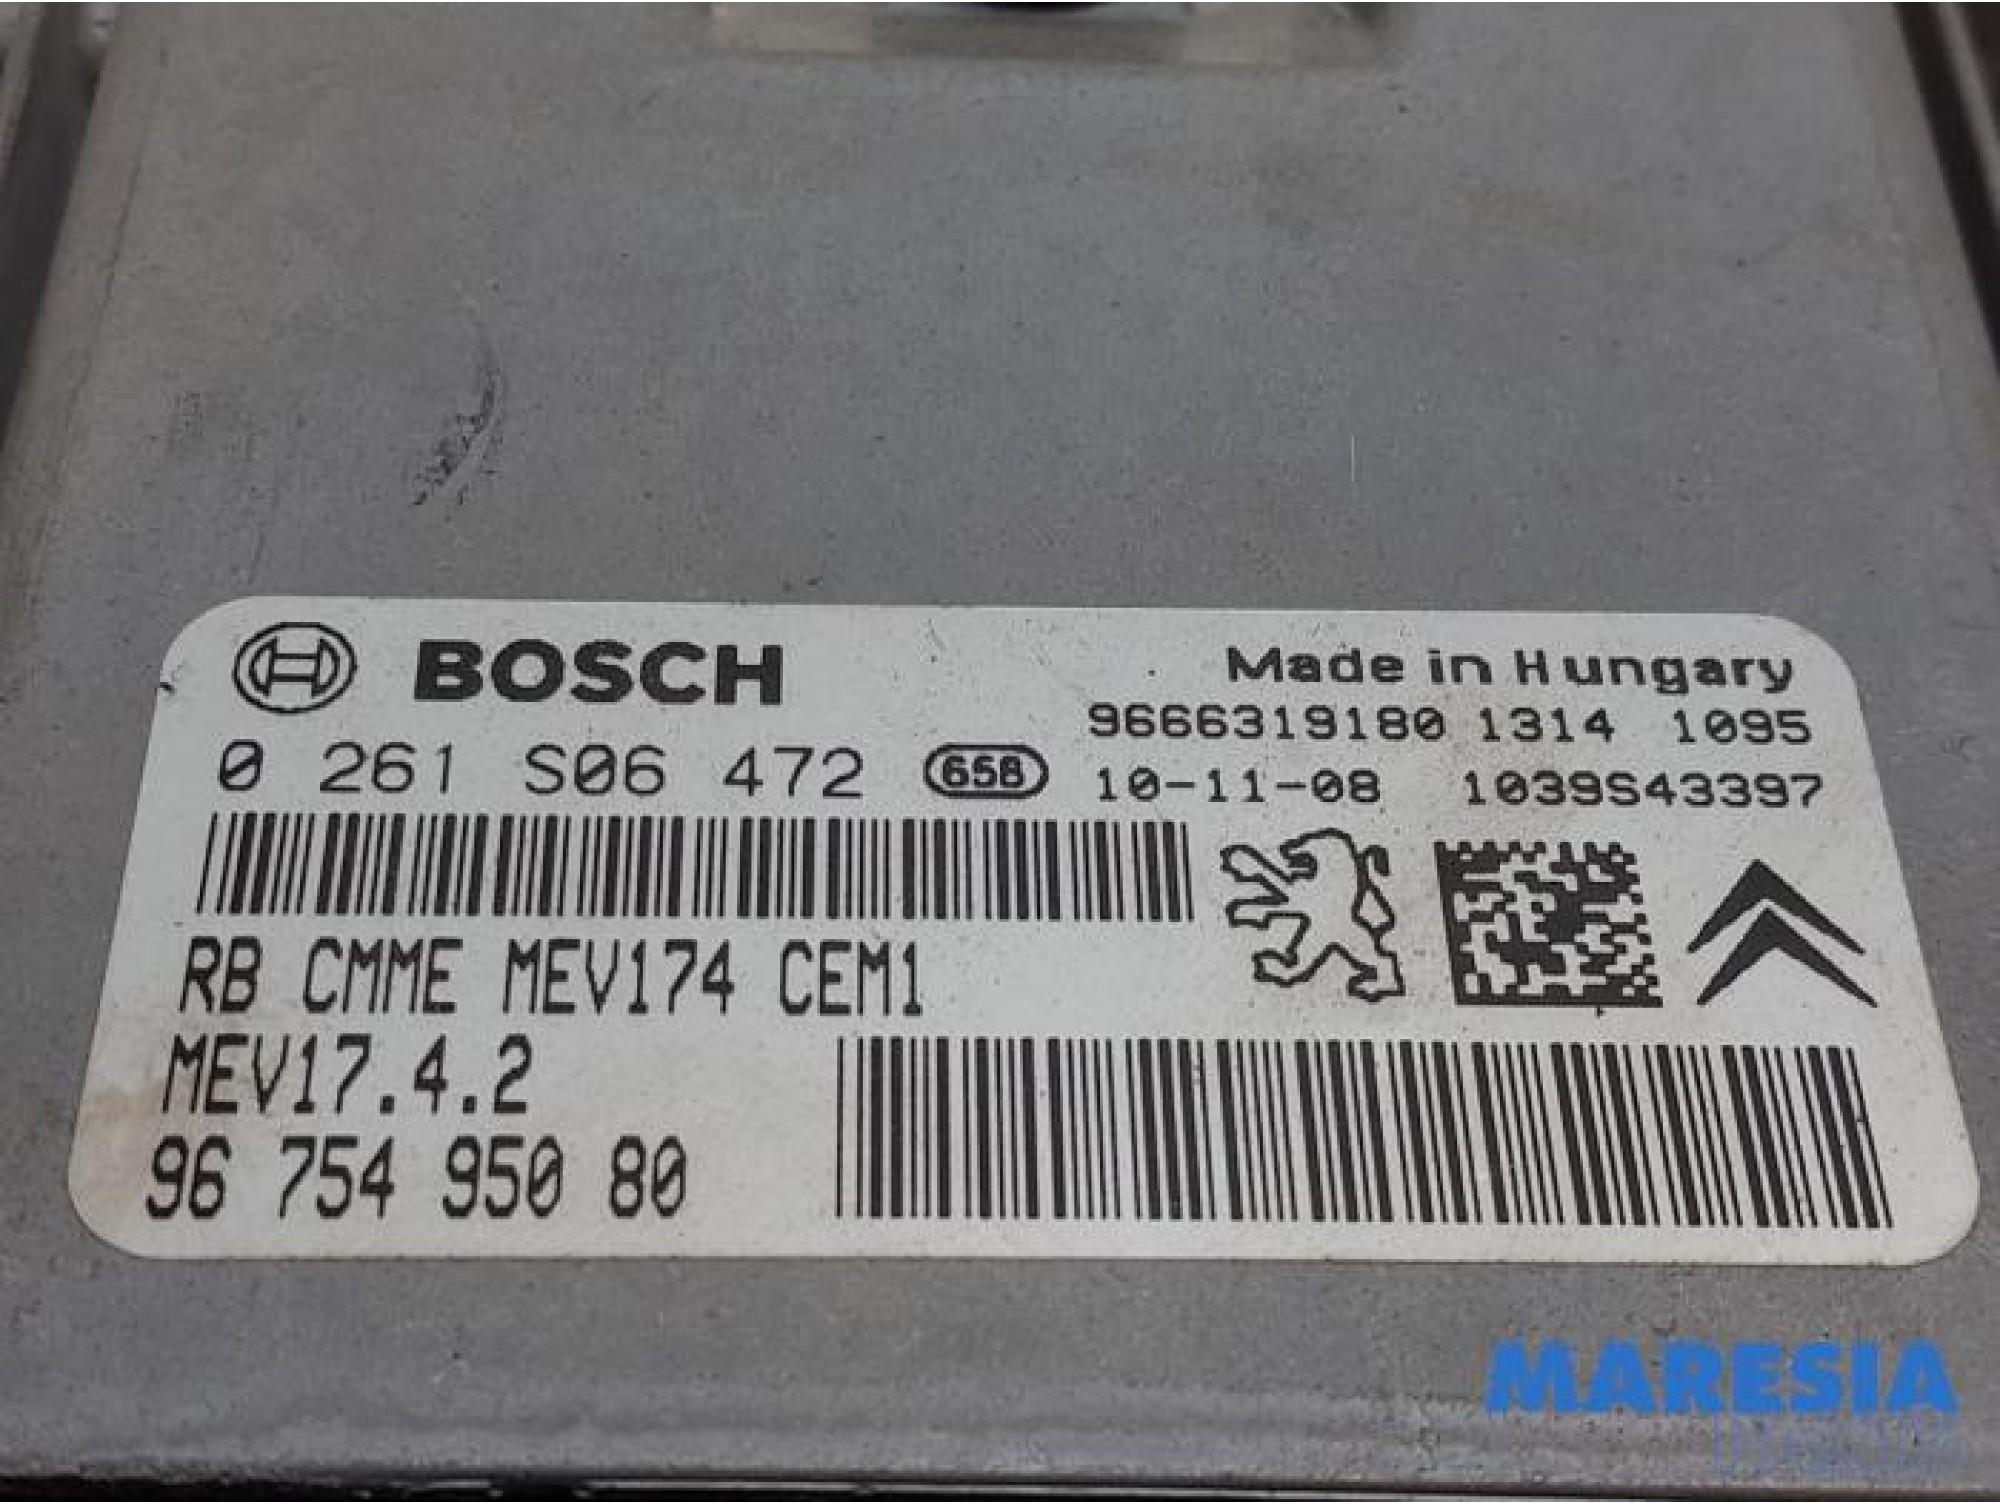 BOSCH
Made in Hungary
9666319180 1314 1095
0 261 S06 472 658
10-11-08 1039S43397
RB CMME MEV174 CEM1
MEV17.4.2
96 754 950 80
MARESIA